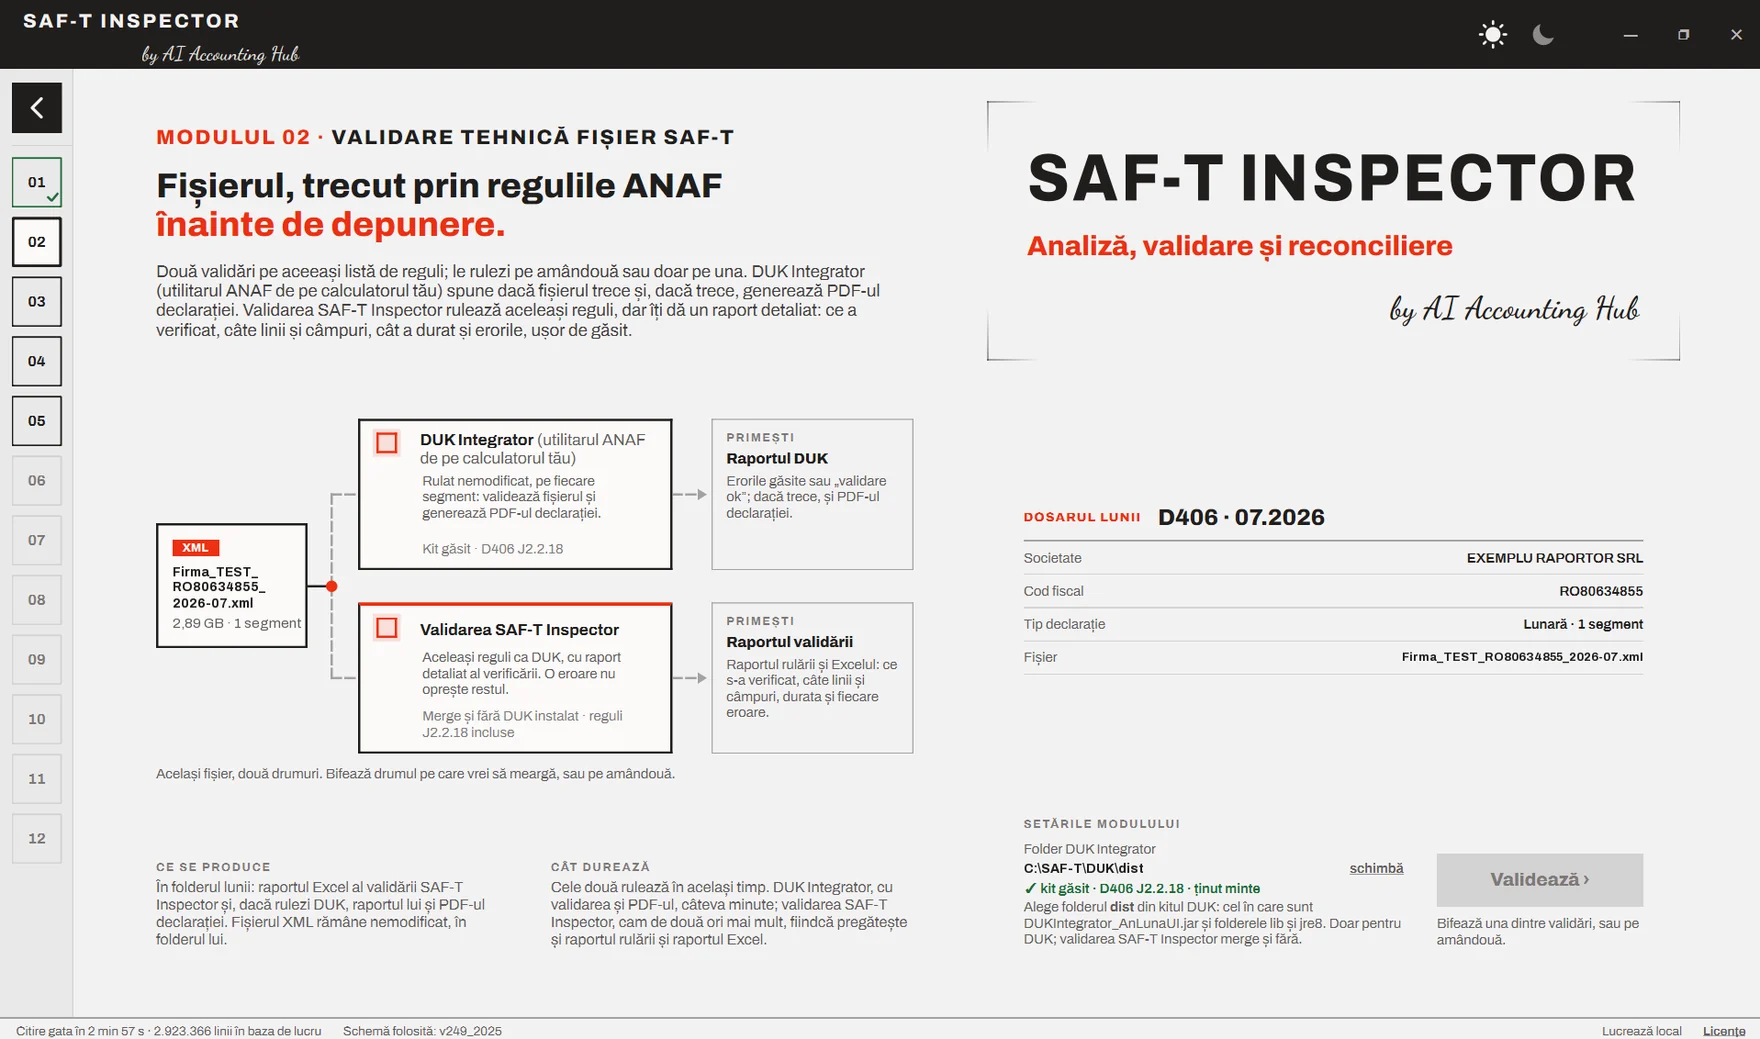 SAF-T INSPECTOR
by AI Accounting Hub
01
02
03
04
05
06
07
08
09
10
11
12
MODULUL 02 · VALIDARE TEHNICĂ FIȘIER SAF-T
Fișierul, trecut prin regulile ANAF
înainte de depunere.
Două validări pe aceeași listă de reguli; le rulezi pe amândouă sau doar pe una. DUK Integrator
(utilitarul ANAF de pe calculatorul tău) spune dacă fișierul trece și, dacă trece, generează PDF-ul
declarației. Validarea SAF-T Inspector rulează aceleași reguli, dar îți dă un raport detaliat: ce a
verificat, câte linii și câmpuri, cât a durat și erorile, ușor de găsit.
XML
Firma_TEST_
RO80634855_
2026-07.xml
2,89 GB · 1 segment
DUK Integrator (utilitarul ANAF
de pe calculatorul tău)
Rulat nemodificat, pe fiecare
segment: validează fișierul și
generează PDF-ul declarației.
Kit găsit · D406 J2.2.18
PRIMEȘTI
Raportul DUK
Erorile găsite sau „validare
ok”; dacă trece, și PDF-ul
declarației.
Validarea SAF-T Inspector
Aceleași reguli ca DUK, cu raport
detaliat al verificării. O eroare nu
oprește restul.
Merge și fără DUK instalat · reguli
J2.2.18 incluse
PRIMEȘTI
Raportul validării
Raportul rulării și Excelul: ce
s-a verificat, câte linii și
câmpuri, durata și fiecare
eroare.
Același fișier, două drumuri. Bifează drumul pe care vrei să meargă, sau pe amândouă.
CE SE PRODUCE
În folderul lunii: raportul Excel al validării SAF-T
Inspector și, dacă rulezi DUK, raportul lui și PDF-ul
declarației. Fișierul XML rămâne nemodificat, în
folderul lui.
CÂT DUREAZĂ
Cele două rulează în același timp. DUK Integrator, cu
validarea și PDF-ul, câteva minute; validarea SAF-T
Inspector, cam de două ori mai mult, fiindcă pregătește
și raportul rulării și raportul Excel.
SAF-T INSPECTOR
Analiză, validare și reconciliere
by AI Accounting Hub
DOSARUL LUNII D406 · 07.2026
Societate EXEMPLU RAPORTOR SRL
Cod fiscal RO80634855
Tip declarație Lunară · 1 segment
Fișier Firma_TEST_RO80634855_2026-07.xml
SETĂRILE MODULULUI
Folder DUK Integrator
C:\SAF-T\DUK\dist schimbă
✓ kit găsit · D406 J2.2.18 · ținut minte
Alege folderul dist din kitul DUK: cel în care sunt
DUKIntegrator_AnLunaUI.jar și folderele lib și jre8. Doar pentru
DUK; validarea SAF-T Inspector merge și fără.
Validează ›
Bifează una dintre validări, sau pe
amândouă.
Citire gata în 2 min 57 s · 2.923.366 linii în baza de lucru Schemă folosită: v249_2025
Lucrează local Licențe